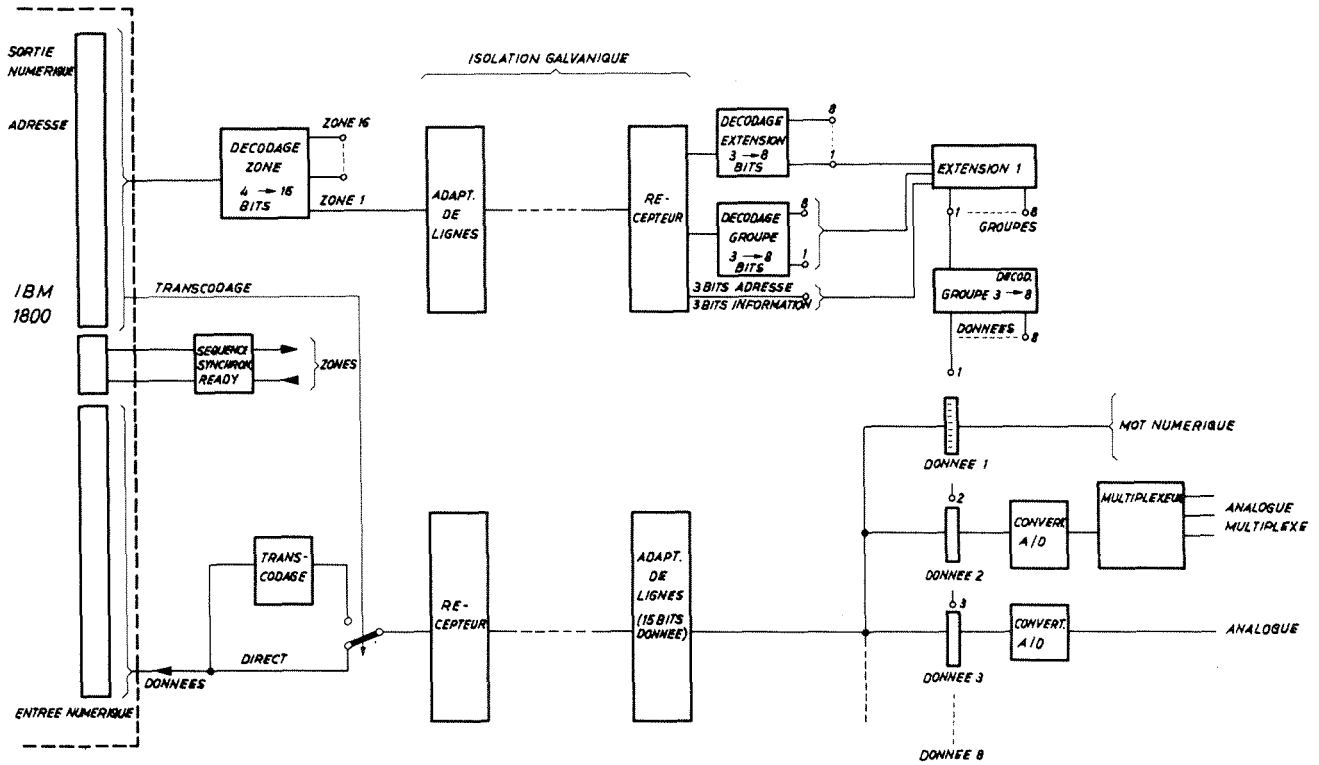 SORTIE
NUMERIQUE
ADRESSE
IBM
1800
ENTREE NUMERIQUE
DECODAGE
ZONE
4 → 16
BITS
ZONE 16
ZONE 1
ISOLATION GALVANIQUE
ADAPT.
DE
LIGNES
RE-
CEPTEUR
DECODAGE
EXTENSION
3 → 8
BITS
8
1
DECODAGE
GROUPE
3 → 8
BITS
8
1
3 BITS ADRESSE
3 BITS INFORMATION
EXTENSION 1
1
8
GROUPES
DECOD.
GROUPE 3 → 8
DONNEES
8
1
TRANSCODAGE
SEQUENCE
SYNCHRON.
READY
ZONES
TRANS-
CODAGE
DIRECT
DONNEES
RE-
CEPTEUR
ADAPT.
DE
LIGNES
(15 BITS
DONNEE)
DONNEE 1
MOT NUMERIQUE
2
DONNEE 2
CONVERT.
A/D
MULTIPLEXEUR
ANALOGUE
MULTIPLEXE
3
DONNEE 3
CONVERT.
A/D
ANALOGUE
DONNEE 8